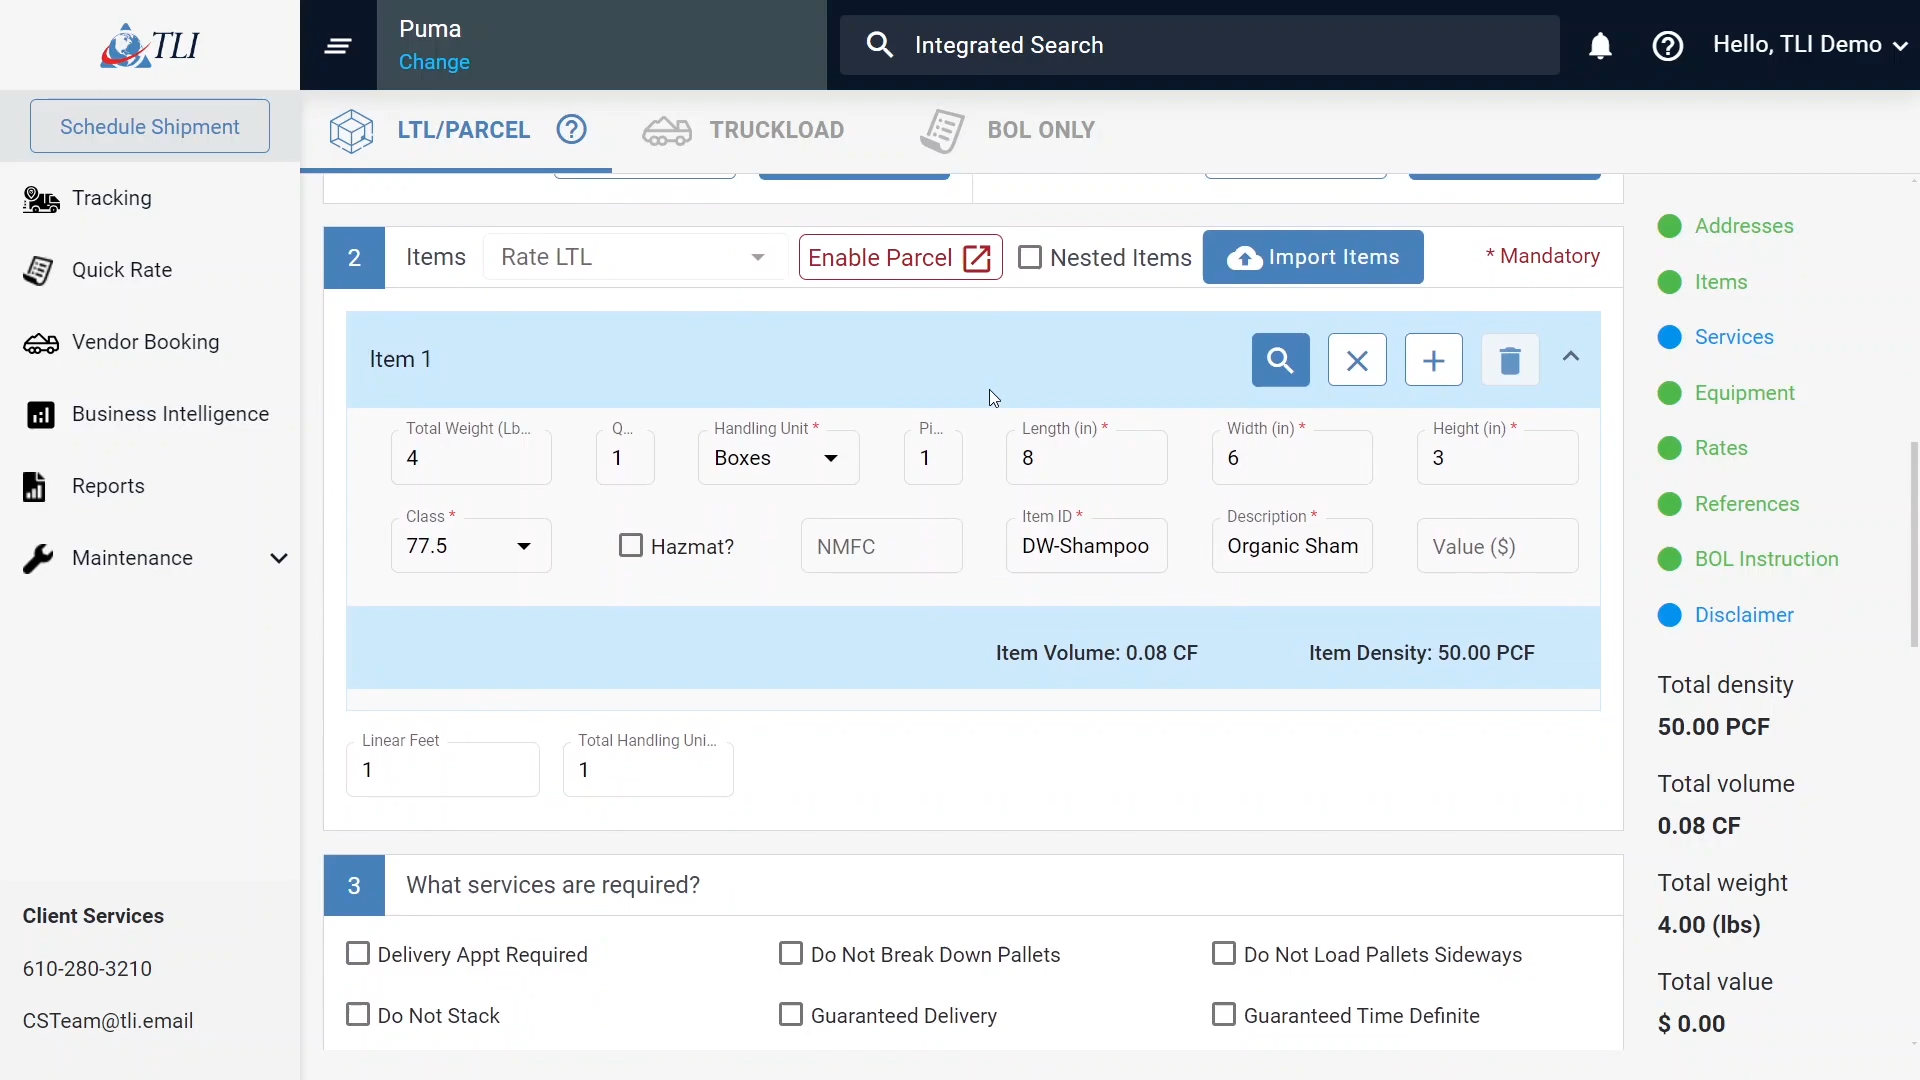 TLI
Puma
Change
Integrated Search
Hello, TLI Demo
Schedule Shipment
Tracking
Quick Rate
Vendor Booking
Business Intelligence
Reports
Maintenance
Client Services
610-280-3210
CSTeam@tli.email
LTL/PARCEL
TRUCKLOAD
BOL ONLY
2 Items Rate LTL Enable Parcel Nested Items Import Items * Mandatory
Item 1
Total Weight (Lb... Q... Handling Unit * Pi... Length (in) * Width (in) * Height (in) *
4 1 Boxes 1 8 6 3
Class * Item ID * Description *
77.5 Hazmat? NMFC DW-Shampoo Organic Sham Value ($)
Item Volume: 0.08 CF Item Density: 50.00 PCF
Linear Feet Total Handling Uni...
1 1
3 What services are required?
Delivery Appt Required Do Not Break Down Pallets Do Not Load Pallets Sideways
Do Not Stack Guaranteed Delivery Guaranteed Time Definite
Addresses
Items
Services
Equipment
Rates
References
BOL Instruction
Disclaimer
Total density
50.00 PCF
Total volume
0.08 CF
Total weight
4.00 (lbs)
Total value
$ 0.00